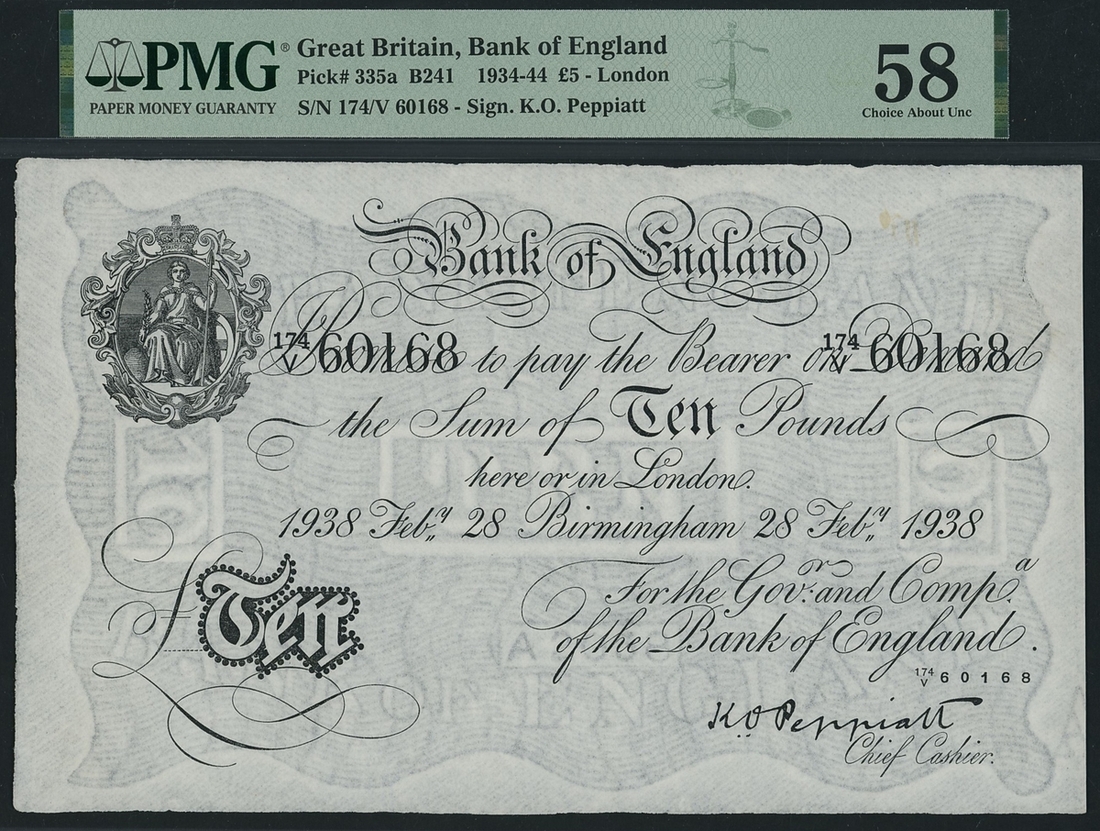 PMG® Great Britain, Bank of England
PAPER MONEY GUARANTY
Pick# 335a B241 1934-44 £5 - London
S/N 174/V 60168 - Sign. K.O. Peppiatt
58
Choice About Unc
Bank of England
174/V 60168 174/V 60168
Promise to pay the Bearer on Demand
the Sum of Ten Pounds
here or in London.
1938 Feby 28 Birmingham 28 Feby 1938
For the Govr. and Compa.
of the Bank of England.
£Ten
174/V 60168
K.O. Peppiatt
Chief Cashier.